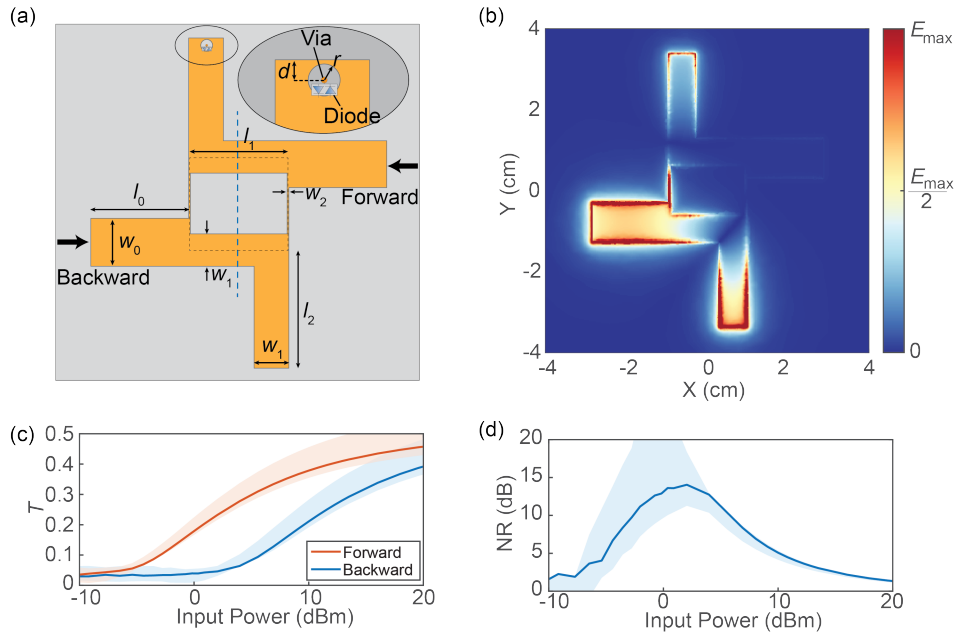 (a)
Via
r
d
Diode
l1
l0
w2
Forward
w0
Backward
w1
l2
w1
(b)
4
2
0
-2
-4
Y (cm)
-4
-2
0
2
4
X (cm)
Emax
Emax
2
0
(c)
0.5
0.4
0.3
0.2
0.1
0
T
Forward
Backward
-10
0
10
20
Input Power (dBm)
(d)
20
15
10
5
0
NR (dB)
-10
0
10
20
Input Power (dBm)